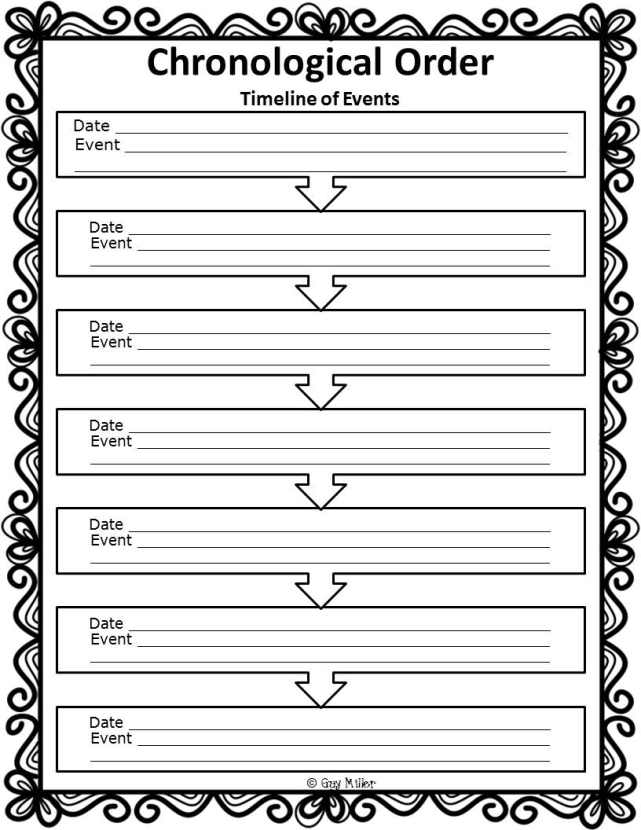 Chronological Order
Timeline of Events
Date
Event
Date
Event
Date
Event
Date
Event
Date
Event
Date
Event
Date
Event
© Gay Miller